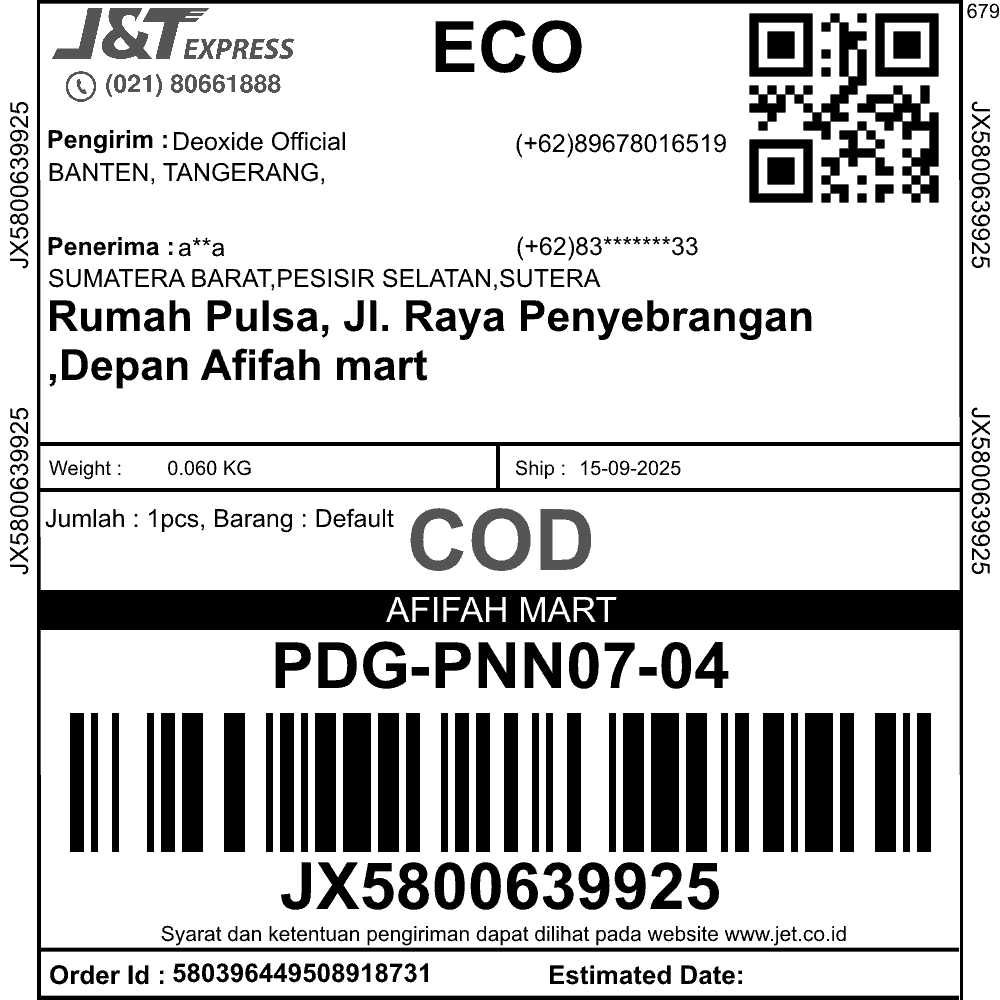 J&T EXPRESS
(021) 80661888
ECO
679
Pengirim : Deoxide Official (+62)89678016519
BANTEN, TANGERANG,
Penerima : a**a (+62)83*******33
SUMATERA BARAT,PESISIR SELATAN,SUTERA
Rumah Pulsa, Jl. Raya Penyebrangan
,Depan Afifah mart
JX5800639925
JX5800639925
JX5800639925
JX5800639925
Weight : 0.060 KG Ship : 15-09-2025
Jumlah : 1pcs, Barang : Default
COD
AFIFAH MART
PDG-PNN07-04
JX5800639925
Syarat dan ketentuan pengiriman dapat dilihat pada website www.jet.co.id
Order Id : 580396449508918731 Estimated Date: